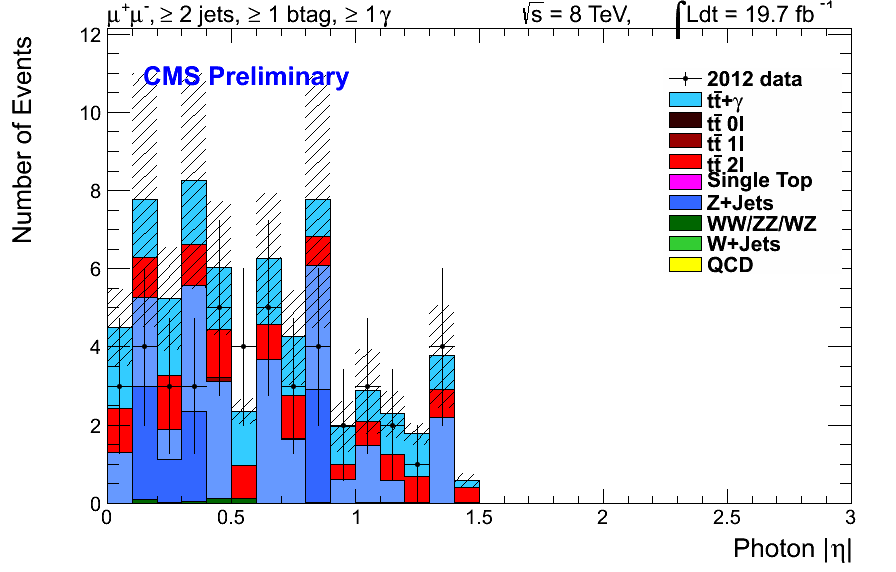 μ⁺μ⁻, ≥ 2 jets, ≥ 1 btag, ≥ 1 γ
√s = 8 TeV, ∫Ldt = 19.7 fb⁻¹
CMS Preliminary
2012 data
tt̄+γ
tt̄ 0l
tt̄ 1l
tt̄ 2l
Single Top
Z+Jets
WW/ZZ/WZ
W+Jets
QCD
Number of Events
12
10
8
6
4
2
0
0 0.5 1 1.5 2 2.5 3
Photon |η|